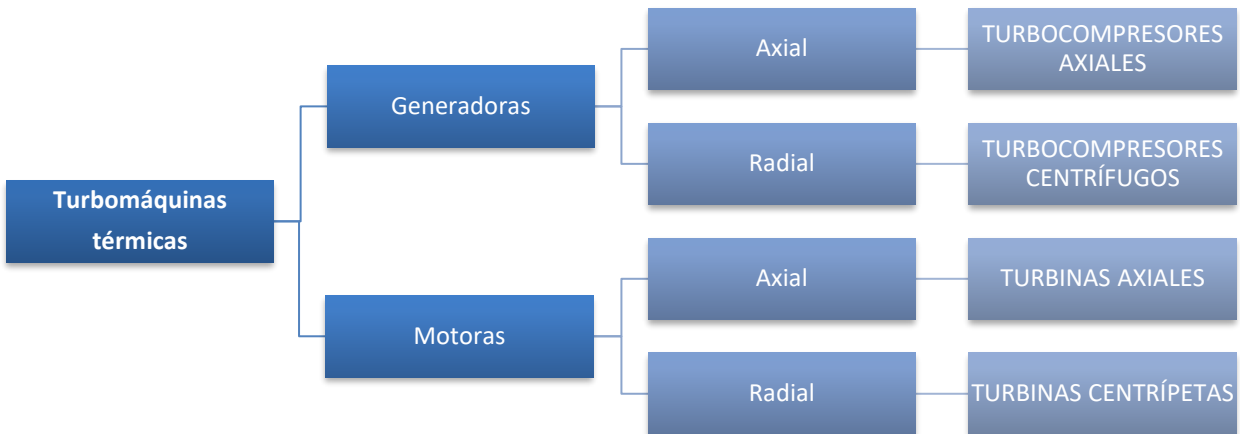 Turbomáquinas
térmicas
Generadoras
Axial
TURBOCOMPRESORES
AXIALES
Radial
TURBOCOMPRESORES
CENTRÍFUGOS
Motoras
Axial
TURBINAS AXIALES
Radial
TURBINAS CENTRÍPETAS